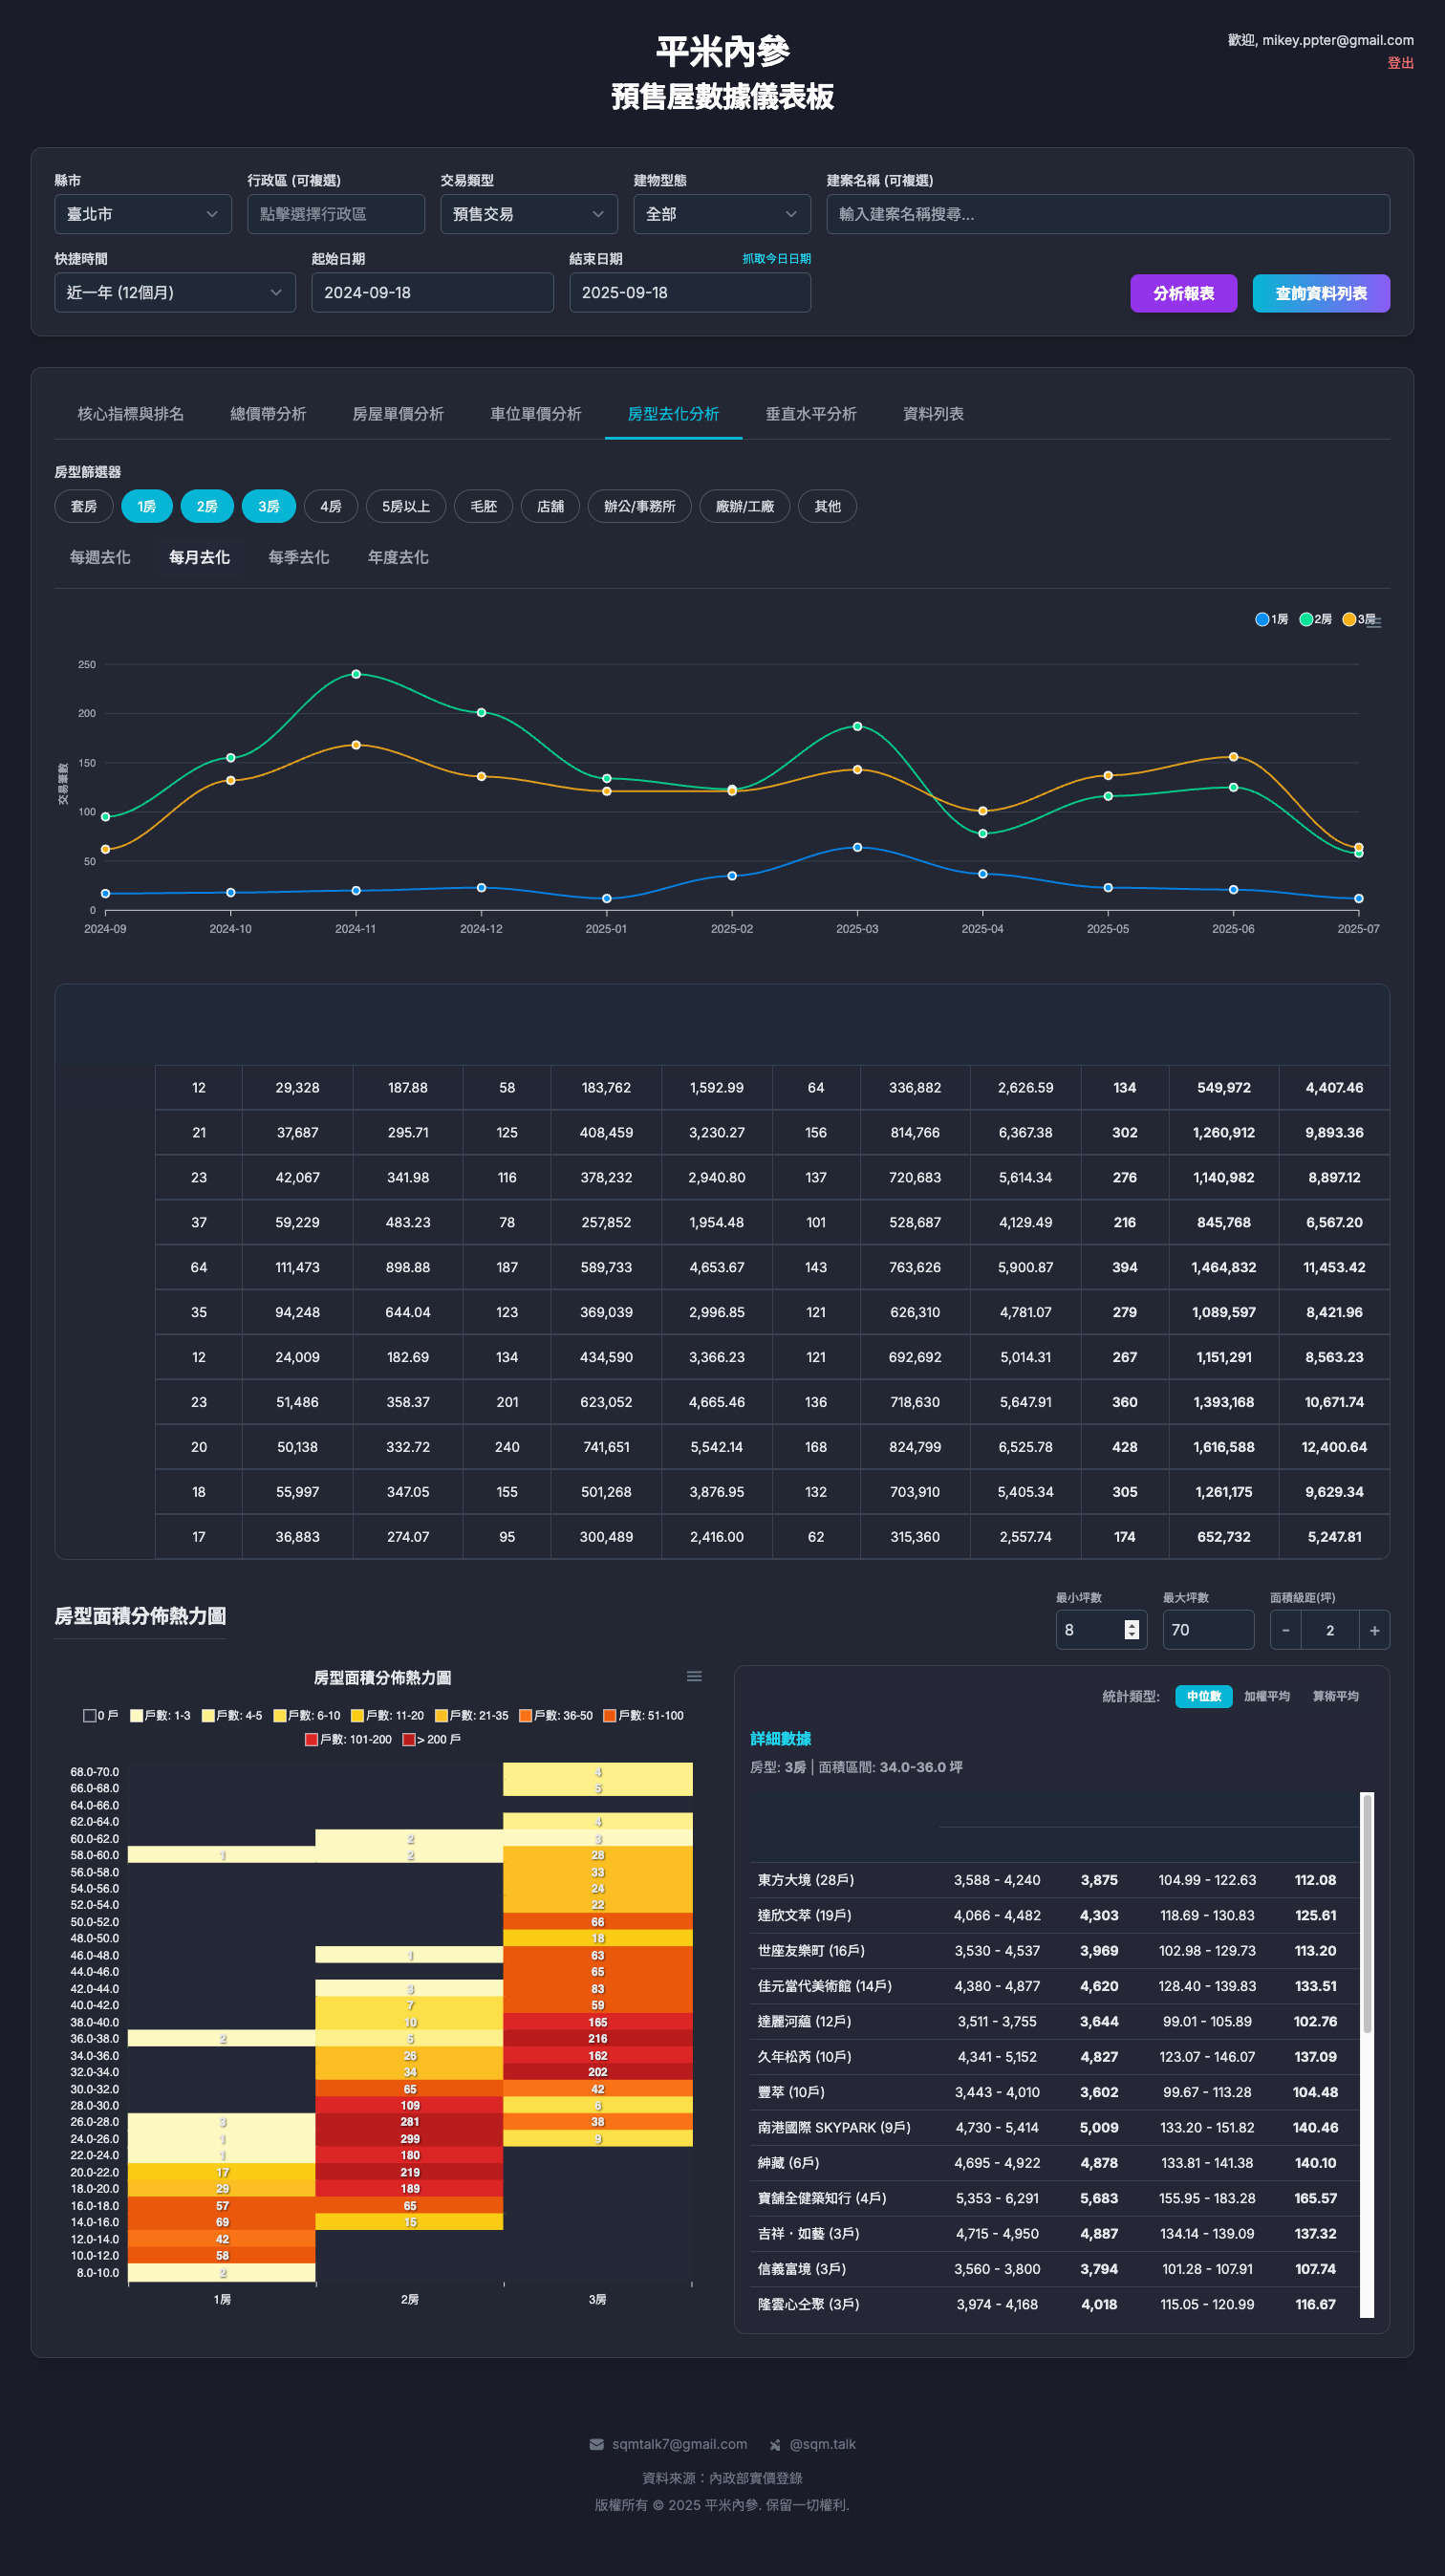 平米內參
預售屋數據儀表板
歡迎, mikey.ppter@gmail.com
登出
縣市 行政區 (可複選) 交易類型 建物型態 建案名稱 (可複選)
臺北市 點擊選擇行政區 預售交易 全部 輸入建案名稱搜尋...
快捷時間 起始日期 結束日期 抓取今日日期
近一年 (12個月) 2024-09-18 2025-09-18 分析報表 查詢資料列表
核心指標與排名 總價帶分析 房屋單價分析 車位單價分析 房型去化分析 垂直水平分析 資料列表
房型篩選器
套房 1房 2房 3房 4房 5房以上 毛胚 店舖 辦公/事務所 廠辦/工廠 其他
每週去化 每月去化 每季去化 年度去化
1房 2房 3房
交易筆數
250
200
150
100
50
0
2024-09 2024-10 2024-11 2024-12 2025-01 2025-02 2025-03 2025-04 2025-05 2025-06 2025-07
12 29,328 187.88 58 183,762 1,592.99 64 336,882 2,626.59 134 549,972 4,407.46
21 37,687 295.71 125 408,459 3,230.27 156 814,766 6,367.38 302 1,260,912 9,893.36
23 42,067 341.98 116 378,232 2,940.80 137 720,683 5,614.34 276 1,140,982 8,897.12
37 59,229 483.23 78 257,852 1,954.48 101 528,687 4,129.49 216 845,768 6,567.20
64 111,473 898.88 187 589,733 4,653.67 143 763,626 5,900.87 394 1,464,832 11,453.42
35 94,248 644.04 123 369,039 2,996.85 121 626,310 4,781.07 279 1,089,597 8,421.96
12 24,009 182.69 134 434,590 3,366.23 121 692,692 5,014.31 267 1,151,291 8,563.23
23 51,486 358.37 201 623,052 4,665.46 136 718,630 5,647.91 360 1,393,168 10,671.74
20 50,138 332.72 240 741,651 5,542.14 168 824,799 6,525.78 428 1,616,588 12,400.64
18 55,997 347.05 155 501,268 3,876.95 132 703,910 5,405.34 305 1,261,175 9,629.34
17 36,883 274.07 95 300,489 2,416.00 62 315,360 2,557.74 174 652,732 5,247.81
房型面積分佈熱力圖
最小坪數 最大坪數 面積級距(坪)
8 70 - 2 +
房型面積分佈熱力圖
0 戶 戶數: 1-3 戶數: 4-5 戶數: 6-10 戶數: 11-20 戶數: 21-35 戶數: 36-50 戶數: 51-100
戶數: 101-200 > 200 戶
68.0-70.0 4
66.0-68.0 5
64.0-66.0
62.0-64.0 4
60.0-62.0 2 3
58.0-60.0 1 2 28
56.0-58.0 33
54.0-56.0 24
52.0-54.0 22
50.0-52.0 66
48.0-50.0 18
46.0-48.0 1 63
44.0-46.0 65
42.0-44.0 3 83
40.0-42.0 7 59
38.0-40.0 10 165
36.0-38.0 2 5 216
34.0-36.0 26 162
32.0-34.0 34 202
30.0-32.0 65 42
28.0-30.0 109 6
26.0-28.0 3 281 38
24.0-26.0 1 299 9
22.0-24.0 1 180
20.0-22.0 17 219
18.0-20.0 29 189
16.0-18.0 57 65
14.0-16.0 69 15
12.0-14.0 42
10.0-12.0 58
8.0-10.0 2
1房 2房 3房
統計類型: 中位數 加權平均 算術平均
詳細數據
房型: 3房 | 面積區間: 34.0-36.0 坪
東方大境 (28戶) 3,588 - 4,240 3,875 104.99 - 122.63 112.08
達欣文萃 (19戶) 4,066 - 4,482 4,303 118.69 - 130.83 125.61
世座友樂町 (16戶) 3,530 - 4,537 3,969 102.98 - 129.73 113.20
佳元當代美術館 (14戶) 4,380 - 4,877 4,620 128.40 - 139.83 133.51
達麗河蘊 (12戶) 3,511 - 3,755 3,644 99.01 - 105.89 102.76
久年松芮 (10戶) 4,341 - 5,152 4,827 123.07 - 146.07 137.09
豐萃 (10戶) 3,443 - 4,010 3,602 99.67 - 113.28 104.48
南港國際 SKYPARK (9戶) 4,730 - 5,414 5,009 133.20 - 151.82 140.46
紳藏 (6戶) 4,695 - 4,922 4,878 133.81 - 141.38 140.10
寶舖全健築知行 (4戶) 5,353 - 6,291 5,683 155.95 - 183.28 165.57
吉祥・如藝 (3戶) 4,715 - 4,950 4,887 134.14 - 139.09 137.32
信義富境 (3戶) 3,560 - 3,800 3,794 101.28 - 107.91 107.74
隆雲心仝聚 (3戶) 3,974 - 4,168 4,018 115.05 - 120.99 116.67
sqmtalk7@gmail.com @sqm.talk
資料來源：內政部實價登錄
版權所有 © 2025 平米內參. 保留一切權利.